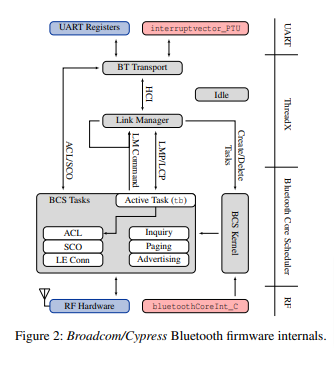 UART Registers
interruptvector_PTU
UART
BT Transport
HCI
Idle
Link Manager
ThreadX
ACL/SCO
LM Command
LMP/LCP
Create/Delete
Tasks
BCS Tasks
Active Task (tb)
ACL
SCO
LE Conn
Inquiry
Paging
Advertising
BCS Kernel
Bluetooth Core Scheduler
RF Hardware
bluetoothCoreInt_C
RF
Figure 2: Broadcom/Cypress Bluetooth firmware internals.